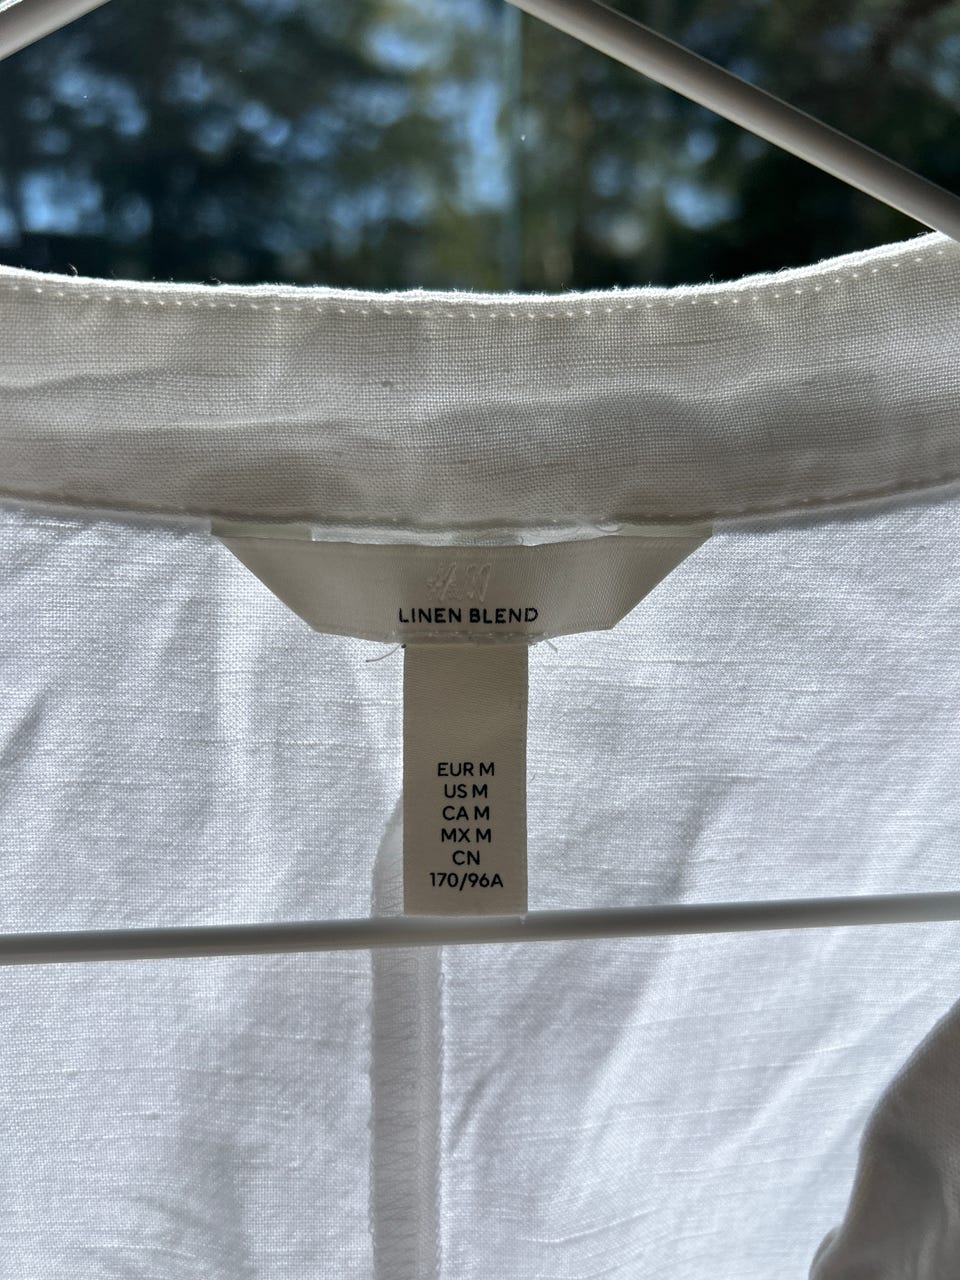 H&M
LINEN BLEND
EUR M
US M
CA M
MX M
CN
170/96A